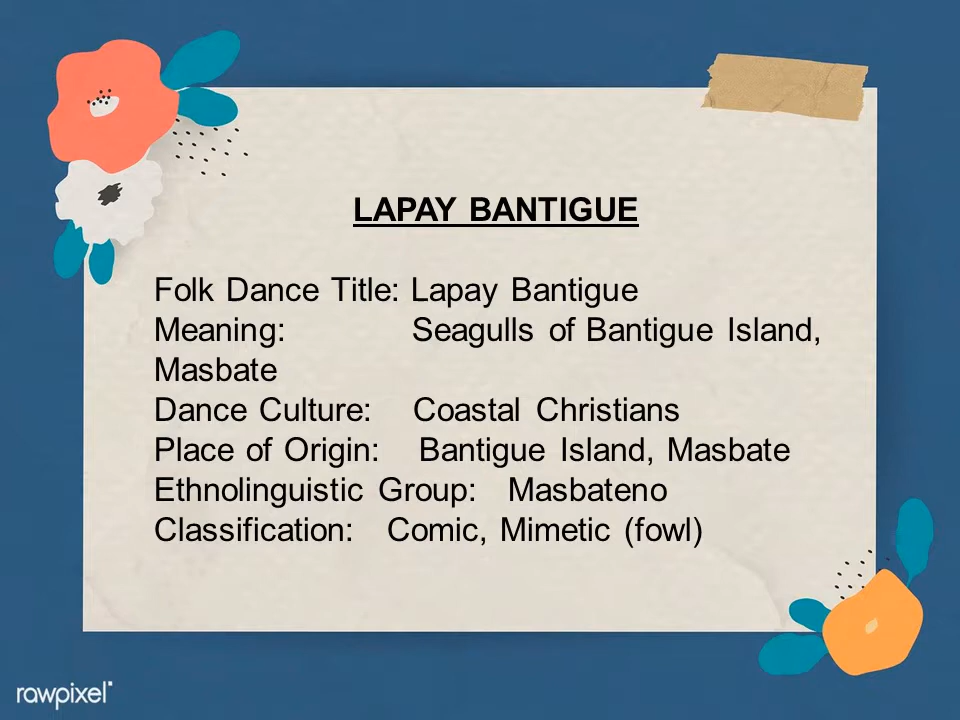 LAPAY BANTIGUE
Folk Dance Title: Lapay Bantigue
Meaning: Seagulls of Bantigue Island,
Masbate
Dance Culture: Coastal Christians
Place of Origin: Bantigue Island, Masbate
Ethnolinguistic Group: Masbateno
Classification: Comic, Mimetic (fowl)
rawpixel